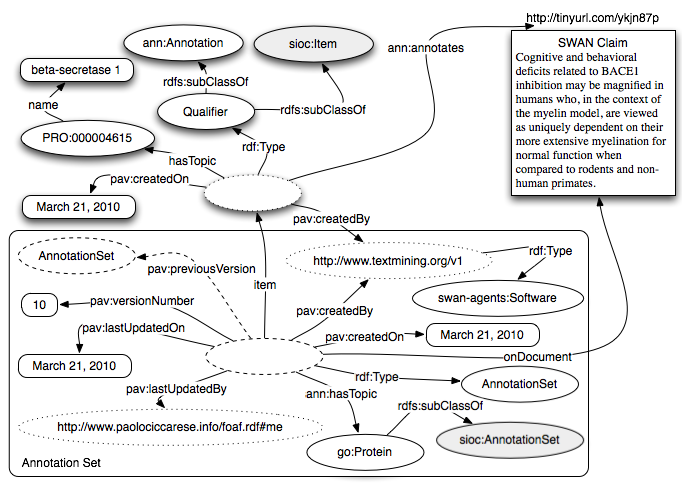 http://tinyurl.com/ykjn87p
ann:Annotation
sioc:Item
ann:annotates
SWAN Claim
Cognitive and behavioral
deficits related to BACE1
inhibition may be magnified in
humans who, in the context of
the myelin model, are viewed
as uniquely dependent on their
more extensive myelination for
normal function when
compared to rodents and non-
human primates.
beta-secretase 1
rdfs:subClassOf
name
Qualifier
rdfs:subClassOf
PRO:000004615
rdf:Type
hasTopic
pav:createdOn
March 21, 2010
pav:createdBy
AnnotationSet
pav:previousVersion
item
http://www.textmining.org/v1
rdf:Type
swan-agents:Software
10
pav:versionNumber
pav:createdBy
pav:lastUpdatedOn
pav:createdOn
March 21, 2010
onDocument
March 21, 2010
rdf:Type
AnnotationSet
pav:lastUpdatedBy
ann:hasTopic
rdfs:subClassOf
http://www.paolociccarese.info/foaf.rdf#me
sioc:AnnotationSet
go:Protein
Annotation Set